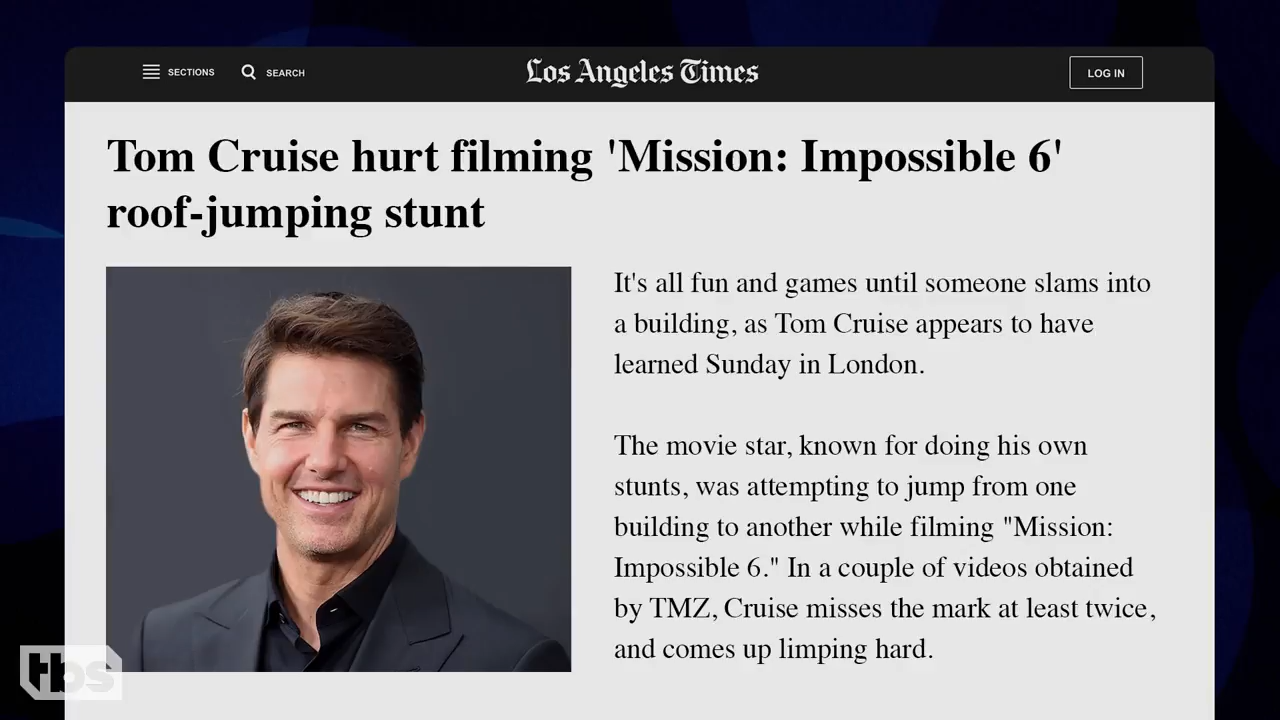 SECTIONS
SEARCH
Los Angeles Times
LOG IN
Tom Cruise hurt filming 'Mission: Impossible 6'
roof-jumping stunt
It's all fun and games until someone slams into
a building, as Tom Cruise appears to have
learned Sunday in London.
The movie star, known for doing his own
stunts, was attempting to jump from one
building to another while filming "Mission:
Impossible 6." In a couple of videos obtained
by TMZ, Cruise misses the mark at least twice,
and comes up limping hard.
tbs